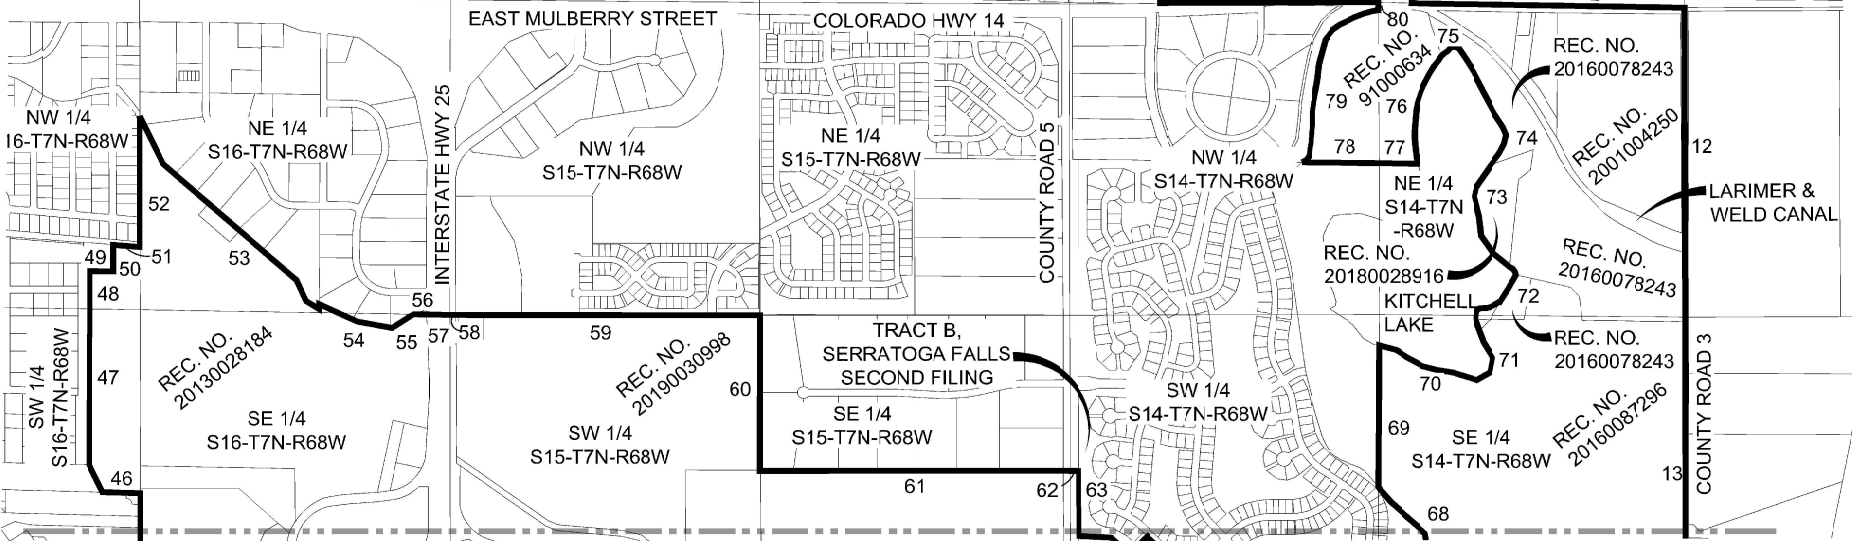 EAST MULBERRY STREET
COLORADO HWY 14
80
75
REC. NO.
91000634
REC. NO.
20160078243
79
76
NW 1/4
16-T7N-R68W
NE 1/4
S16-T7N-R68W
INTERSTATE HWY 25
NW 1/4
S15-T7N-R68W
NE 1/4
S15-T7N-R68W
COUNTY ROAD 5
NW 1/4
S14-T7N-R68W
78
77
74
REC. NO.
2001004250
12
NE 1/4
S14-T7N
-R68W
73
LARIMER &
WELD CANAL
52
53
51
49
50
48
REC. NO.
20180028916
REC. NO.
20160078243
KITCHELL
LAKE
72
56
54
55
57
58
59
REC. NO.
20130028184
REC. NO.
20190030998
TRACT B,
SERRATOGA FALLS
SECOND FILING
REC. NO.
20160078243
71
70
SW 1/4
S16-T7N-R68W
47
60
SE 1/4
S16-T7N-R68W
SW 1/4
S15-T7N-R68W
SE 1/4
S15-T7N-R68W
SW 1/4
S14-T7N-R68W
69
SE 1/4
S14-T7N-R68W
REC. NO.
20160087296
COUNTY ROAD 3
13
46
61
62
63
68